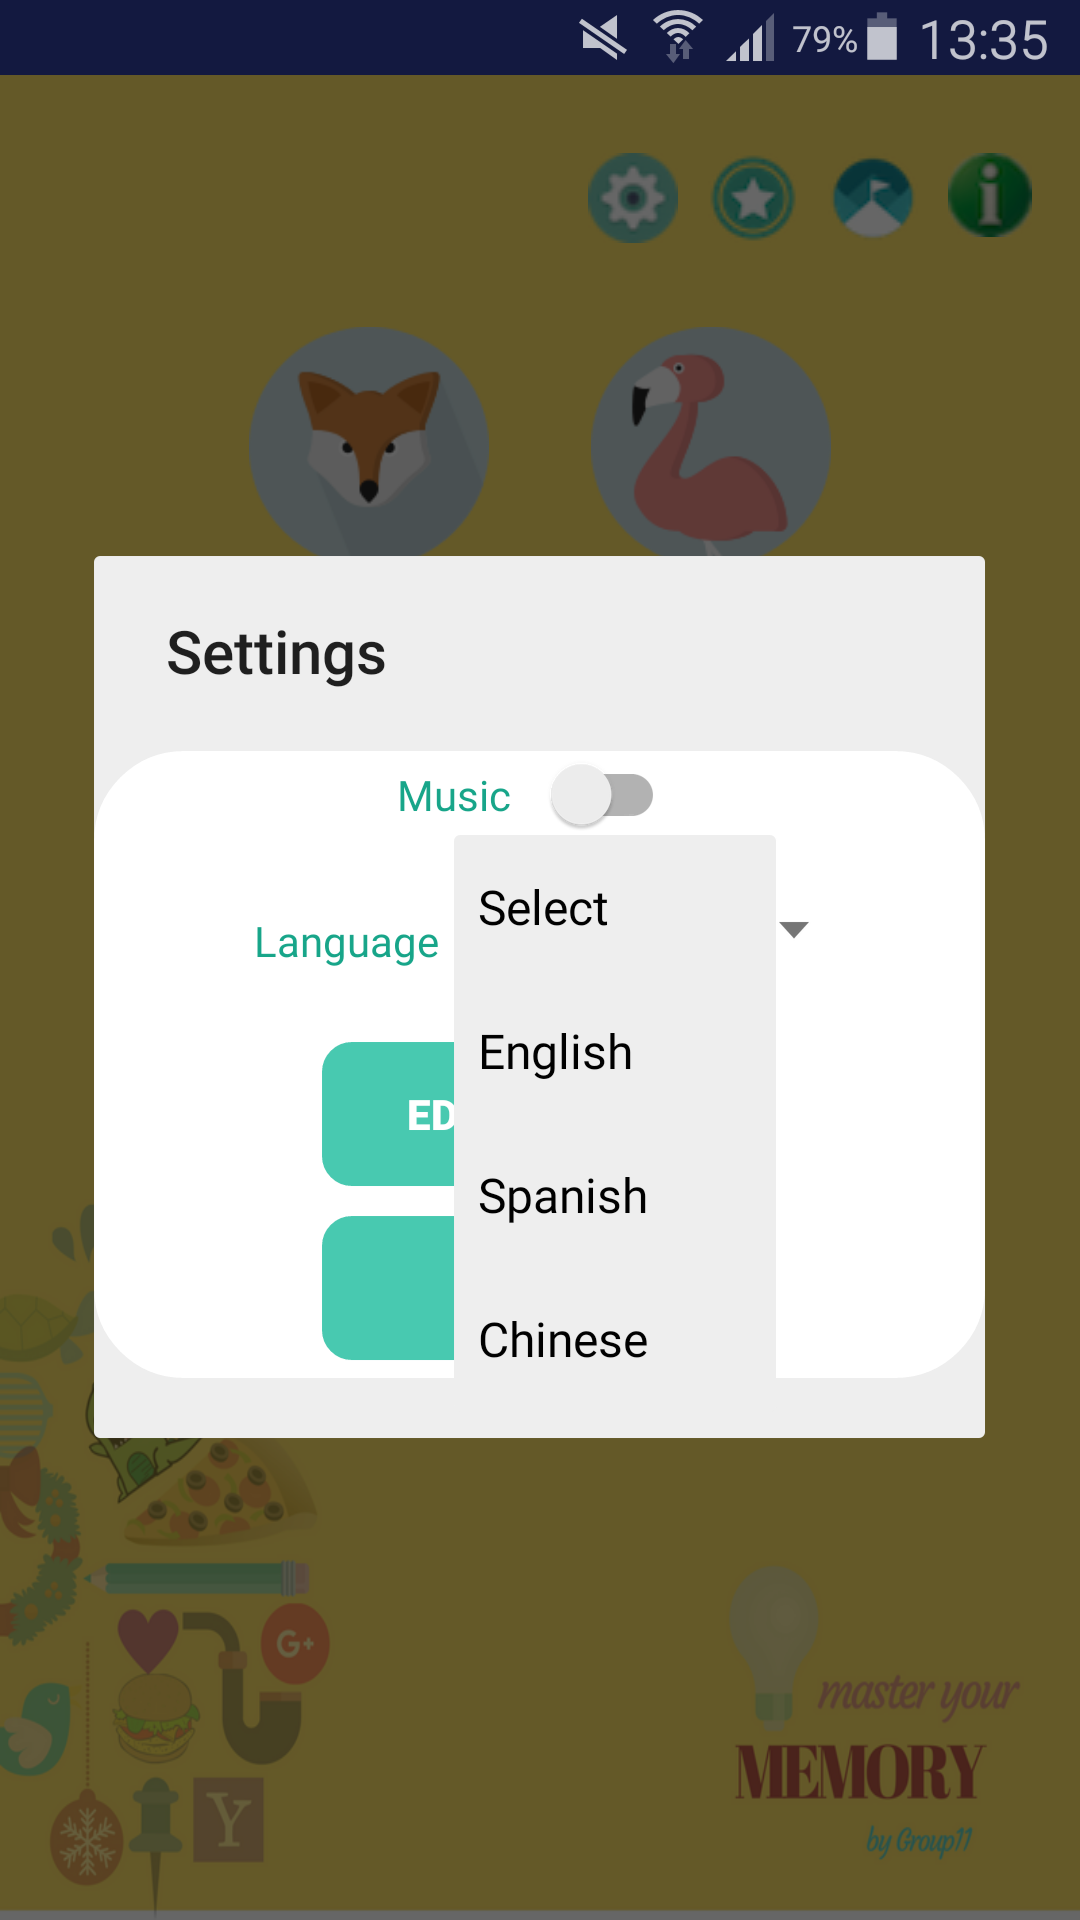 79% 13:35
Settings
Music
Select
Language
English
ED
Spanish
Chinese
G+
master your
MEMORY
by Group11
Y